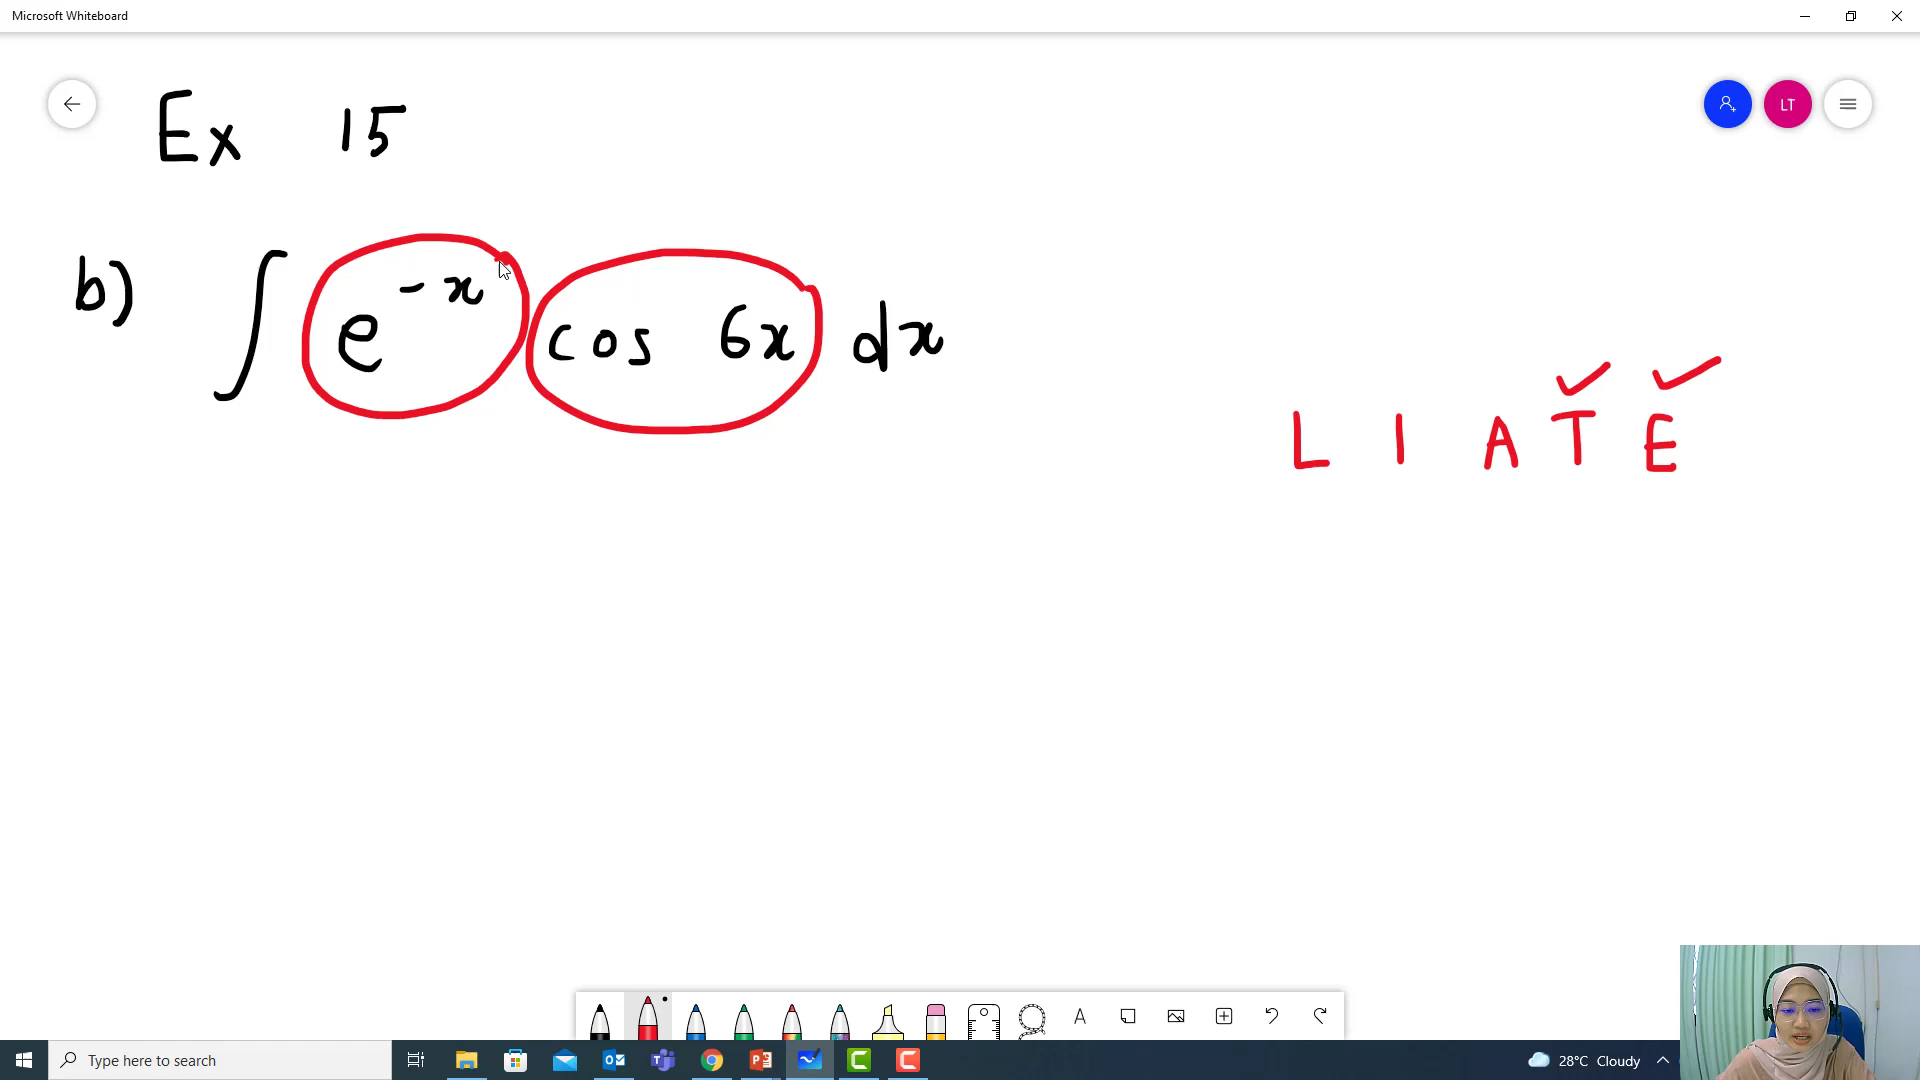 Microsoft Whiteboard
Ex 15
LT
b) ∫ e^{-x} cos 6x dx
L I A T E
A
Type here to search
28°C Cloudy